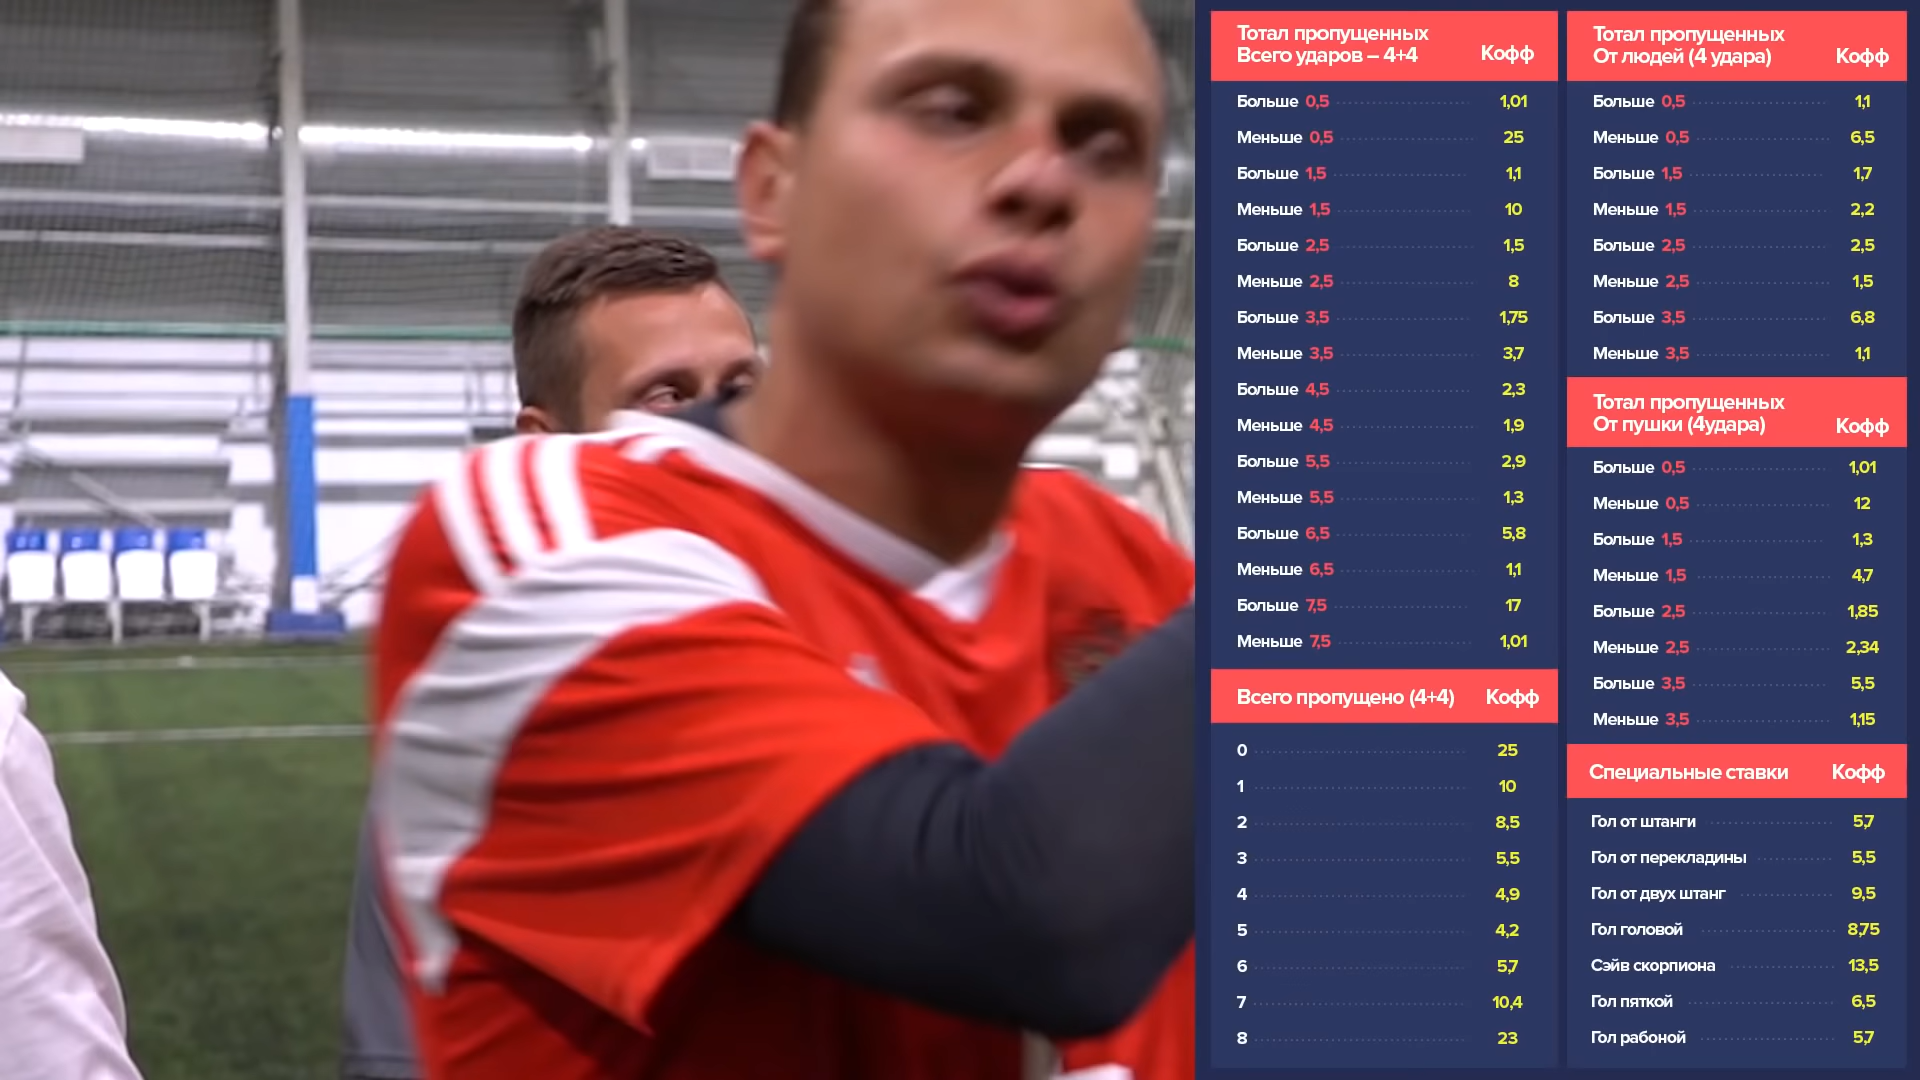 Тотал пропущенных
Всего ударов – 4+4 Кофф
Больше 0,5 1,01
Меньше 0,5 25
Больше 1,5 1,1
Меньше 1,5 10
Больше 2,5 1,5
Меньше 2,5 8
Больше 3,5 1,75
Меньше 3,5 3,7
Больше 4,5 2,3
Меньше 4,5 1,9
Больше 5,5 2,9
Меньше 5,5 1,3
Больше 6,5 5,8
Меньше 6,5 1,1
Больше 7,5 17
Меньше 7,5 1,01
Всего пропущено (4+4) Кофф
0 25
1 10
2 8,5
3 5,5
4 4,9
5 4,2
6 5,7
7 10,4
8 23
Тотал пропущенных
От людей (4 удара) Кофф
Больше 0,5 1,1
Меньше 0,5 6,5
Больше 1,5 1,7
Меньше 1,5 2,2
Больше 2,5 2,5
Меньше 2,5 1,5
Больше 3,5 6,8
Меньше 3,5 1,1
Тотал пропущенных
От пушки (4удара) Кофф
Больше 0,5 1,01
Меньше 0,5 12
Больше 1,5 1,3
Меньше 1,5 4,7
Больше 2,5 1,85
Меньше 2,5 2,34
Больше 3,5 5,5
Меньше 3,5 1,15
Специальные ставки Кофф
Гол от штанги 5,7
Гол от перекладины 5,5
Гол от двух штанг 9,5
Гол головой 8,75
Сэйв скорпиона 13,5
Гол пяткой 6,5
Гол рабоной 5,7